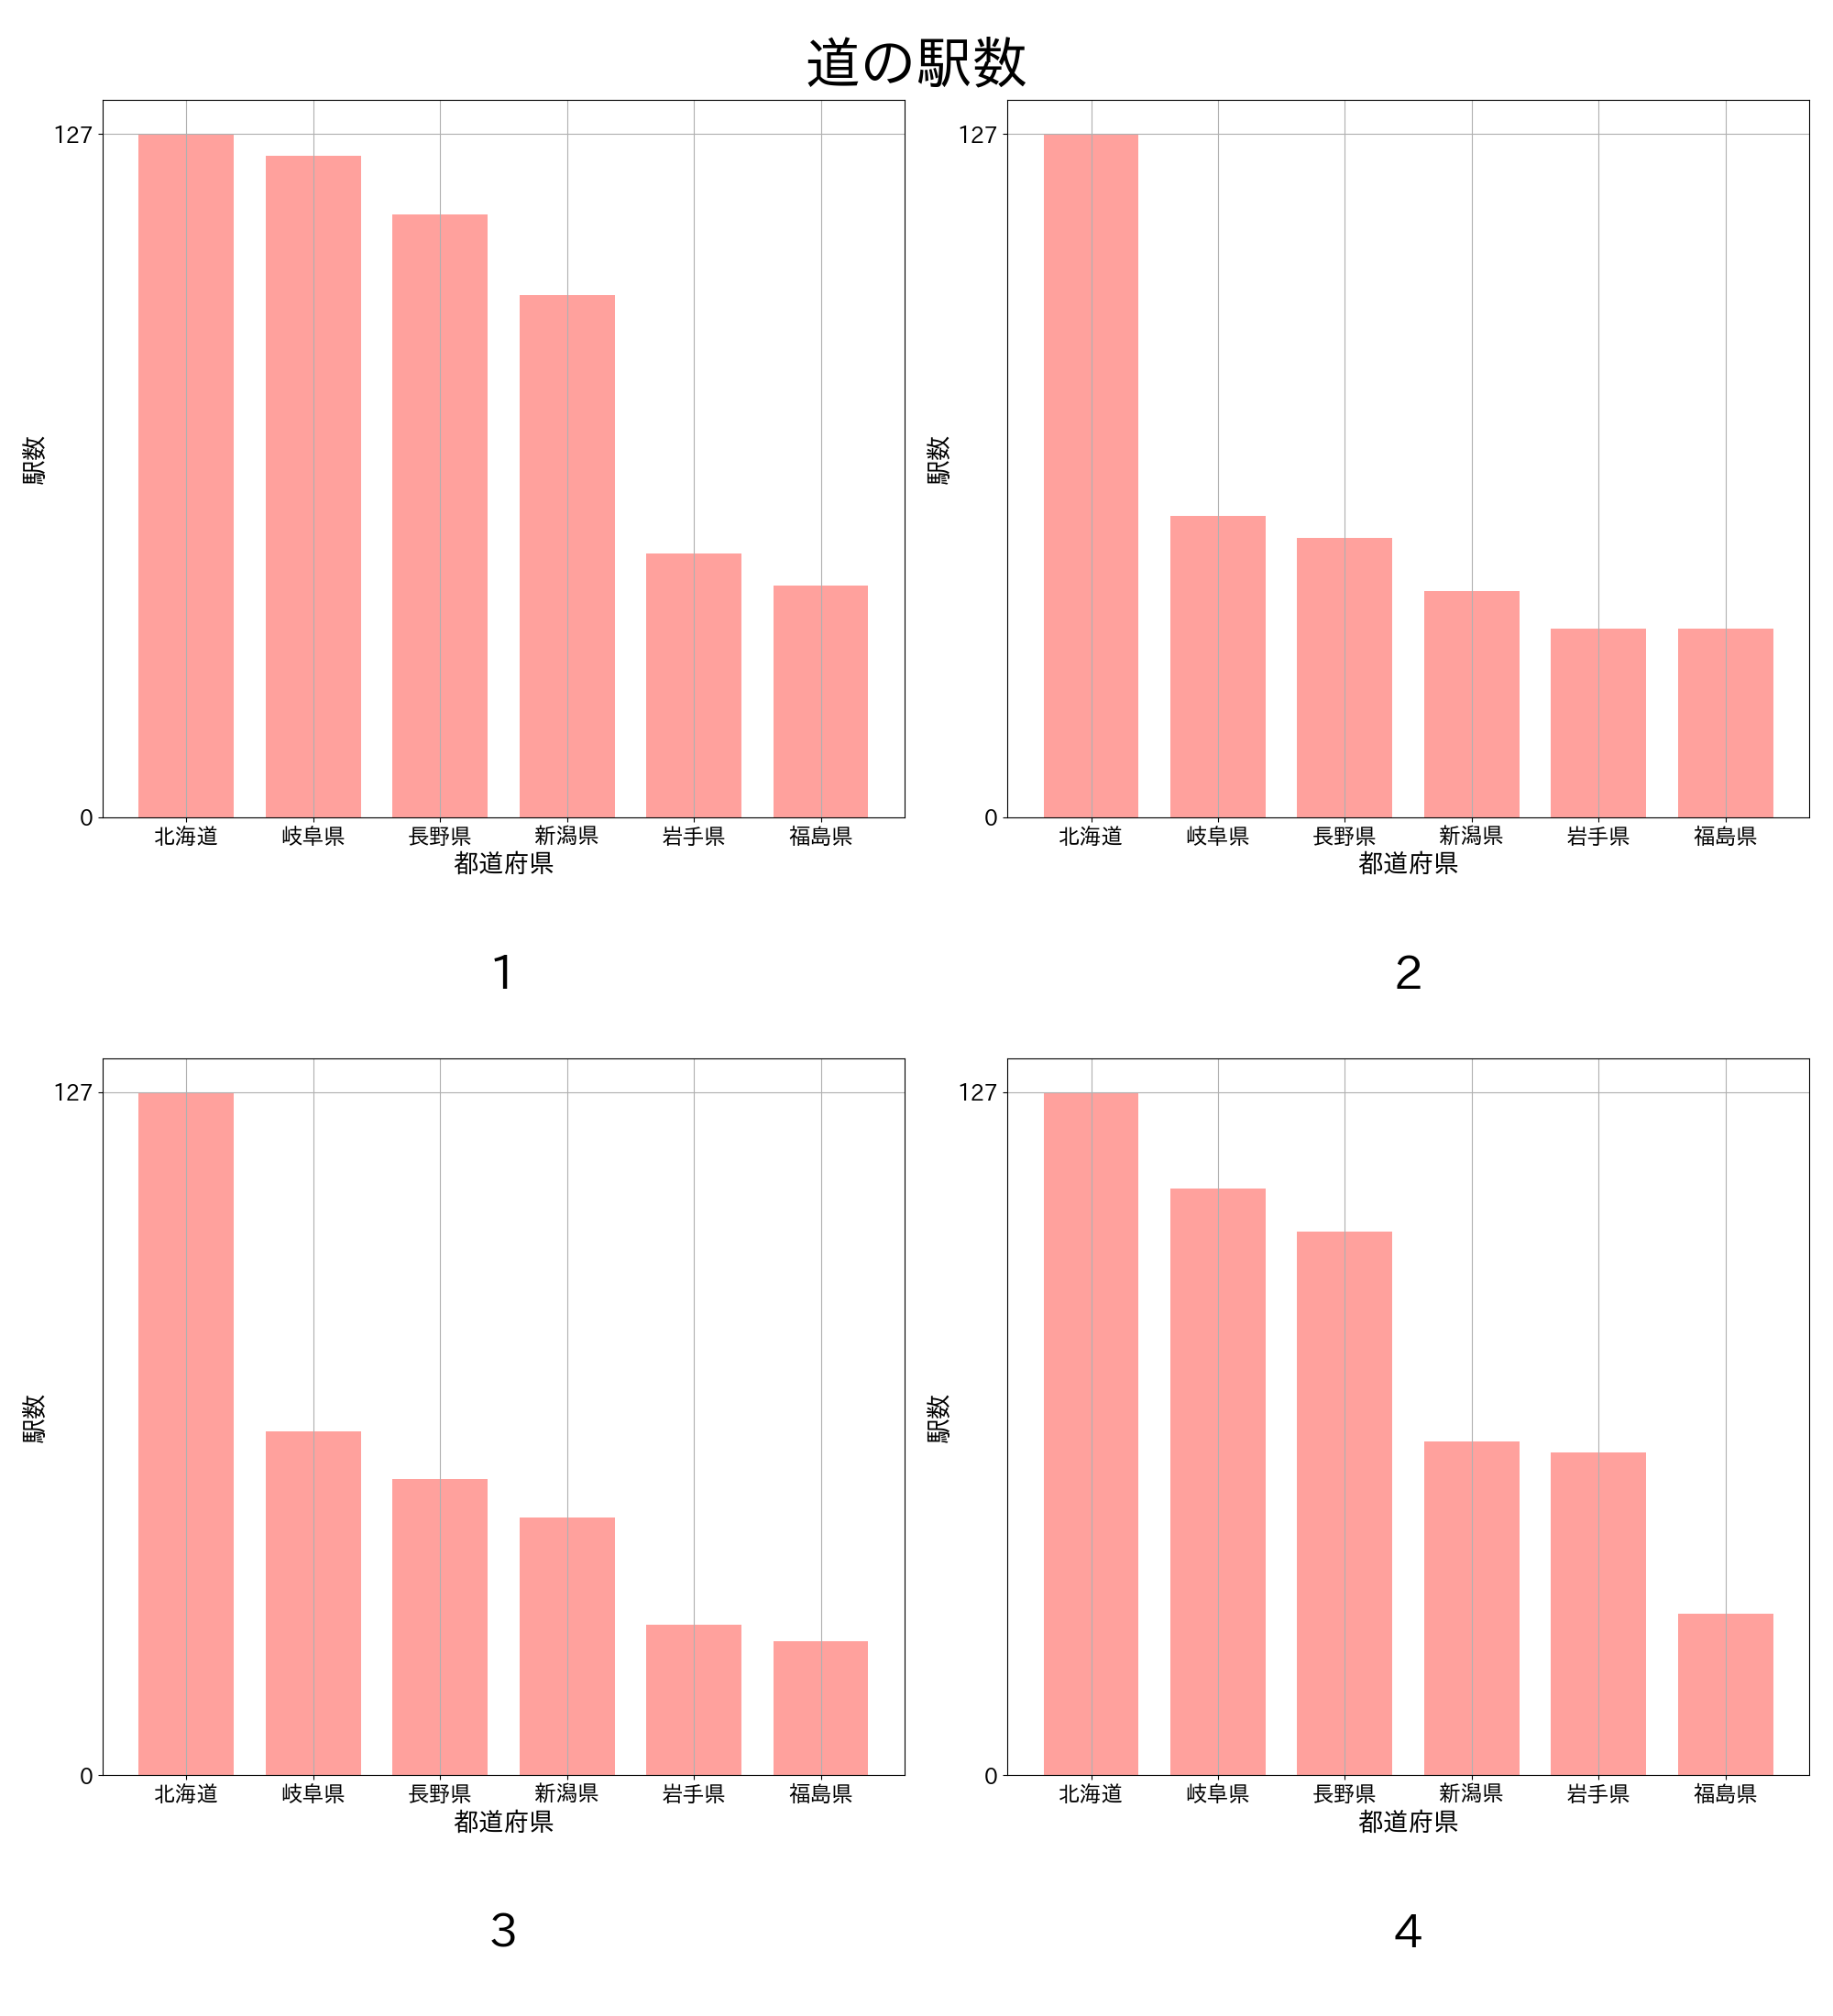 道の駅数
127
0
駅数
北海道 岐阜県 長野県 新潟県 岩手県 福島県
都道府県
1
127
0
駅数
北海道 岐阜県 長野県 新潟県 岩手県 福島県
都道府県
2
127
0
駅数
北海道 岐阜県 長野県 新潟県 岩手県 福島県
都道府県
3
127
0
駅数
北海道 岐阜県 長野県 新潟県 岩手県 福島県
都道府県
4